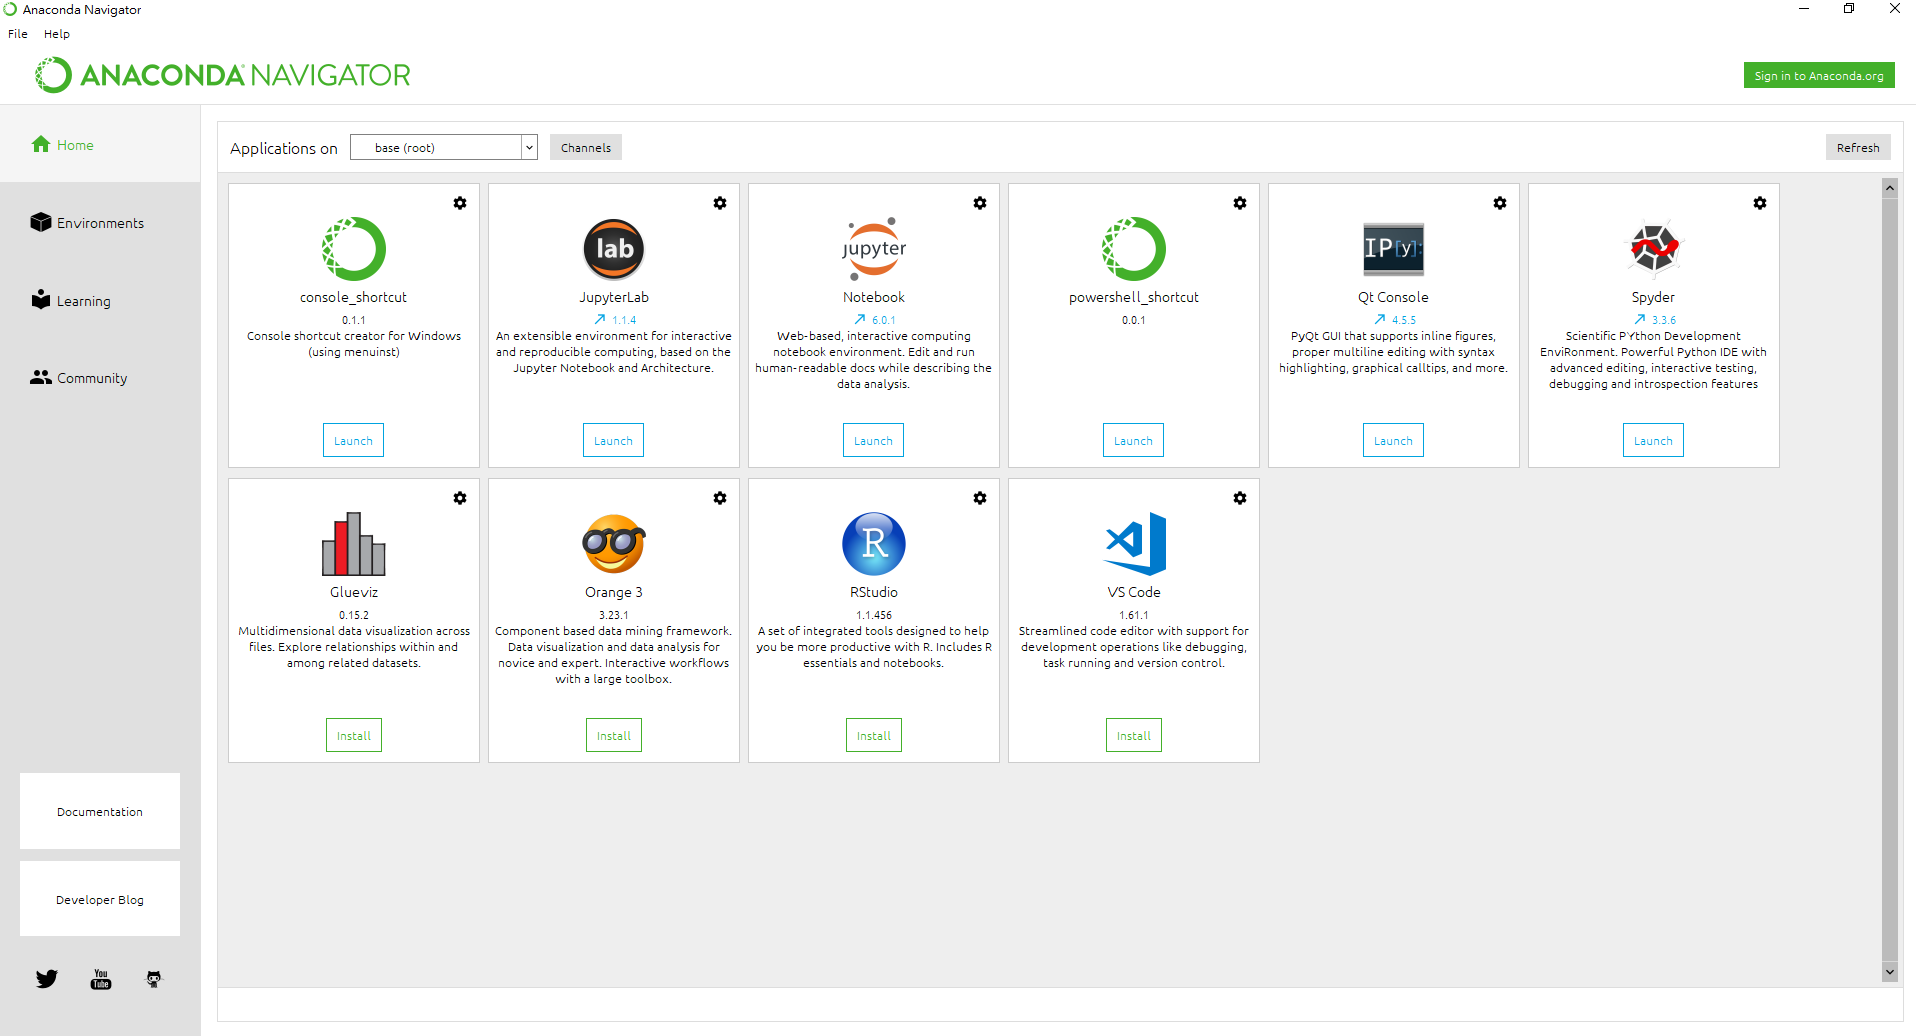 Anaconda Navigator
File Help
ANACONDA NAVIGATOR
Sign in to Anaconda.org
Home
Environments
Learning
Community
Documentation
Developer Blog
You
Tube
Applications on base (root) Channels Refresh
console_shortcut
0.1.1
Console shortcut creator for Windows
(using menuinst)
Launch
lab
JupyterLab
1.1.4
An extensible environment for interactive
and reproducible computing, based on the
Jupyter Notebook and Architecture.
Launch
jupyter
Notebook
6.0.1
Web-based, interactive computing
notebook environment. Edit and run
human-readable docs while describing the
data analysis.
Launch
powershell_shortcut
0.0.1
Launch
IP[y]:
Qt Console
4.5.5
PyQt GUI that supports inline figures,
proper multiline editing with syntax
highlighting, graphical calltips, and more.
Launch
Spyder
3.3.6
Scientific PYthon Development
EnviRonment. Powerful Python IDE with
advanced editing, interactive testing,
debugging and introspection features
Launch
Glueviz
0.15.2
Multidimensional data visualization across
files. Explore relationships within and
among related datasets.
Install
Orange 3
3.23.1
Component based data mining framework.
Data visualization and data analysis for
novice and expert. Interactive workflows
with a large toolbox.
Install
R
RStudio
1.1.456
A set of integrated tools designed to help
you be more productive with R. Includes R
essentials and notebooks.
Install
VS Code
1.61.1
Streamlined code editor with support for
development operations like debugging,
task running and version control.
Install